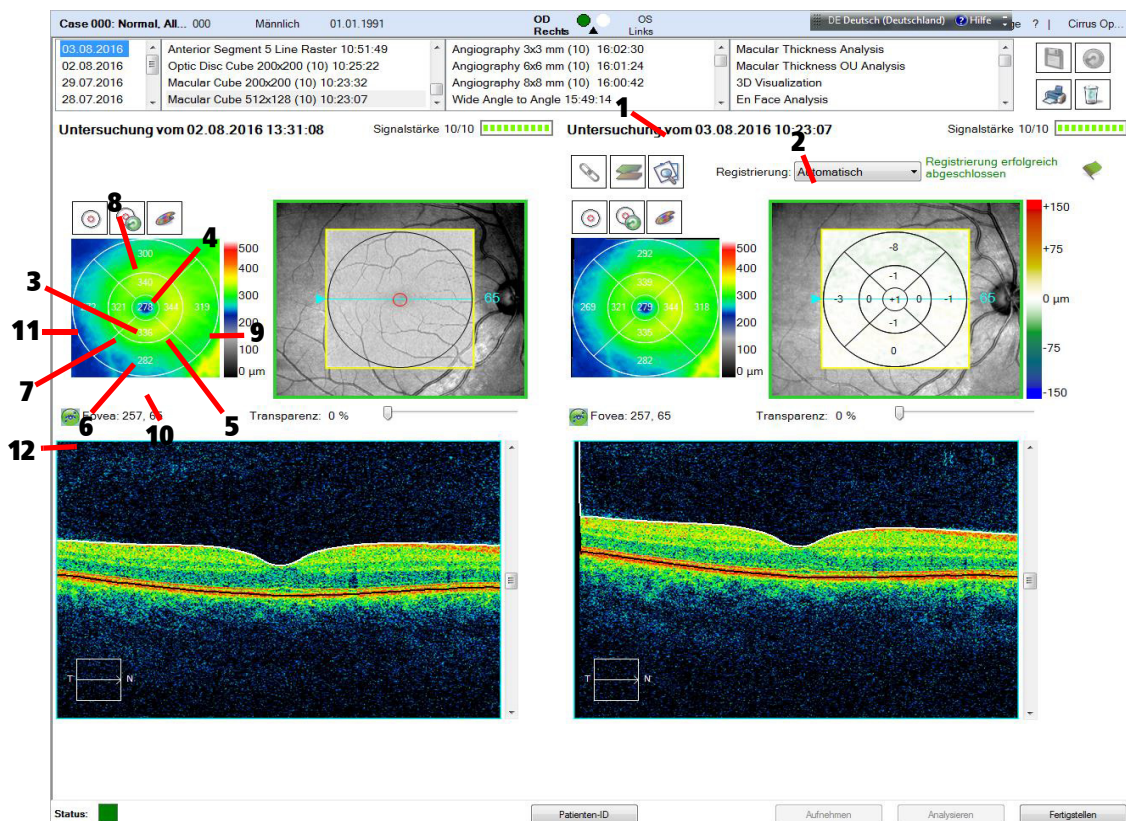 Case 000: Normal, All... 000 Männlich 01.01.1991 OD Rechts OS Links DE Deutsch (Deutschland) Hilfe ge ? | Cirrus Op...
03.08.2016
02.08.2016
29.07.2016
28.07.2016
Anterior Segment 5 Line Raster 10:51:49
Optic Disc Cube 200x200 (10) 10:25:22
Macular Cube 200x200 (10) 10:23:32
Macular Cube 512x128 (10) 10:23:07
Angiography 3x3 mm (10) 16:02:30
Angiography 6x6 mm (10) 16:01:24
Angiography 8x8 mm (10) 16:00:42
Wide Angle to Angle 15:49:14
Macular Thickness Analysis
Macular Thickness OU Analysis
3D Visualization
En Face Analysis
Untersuchung vom 02.08.2016 13:31:08 Signalstärke 10/10
1
Untersuchung vom 03.08.2016 10:23:07 Signalstärke 10/10
2
Registrierung: Automatisch
Registrierung erfolgreich
abgeschlossen
8
4
3
11
7
6
10
5
9
12
300
340
321 278 344 319
336
282
500
400
300
200
100
0 µm
65
Fovea: 257, 65 Transparenz: 0 %
292
338
269 321 279 344 318
335
282
500
400
300
200
100
0 µm
-8
-1
-3 0 +1 0 -1
-1
0
65
+150
+75
0 µm
-75
-150
Fovea: 257, 65 Transparenz: 0 %
T N
T N
Status: Patienten-ID Aufnehmen Analysieren Fertigstellen